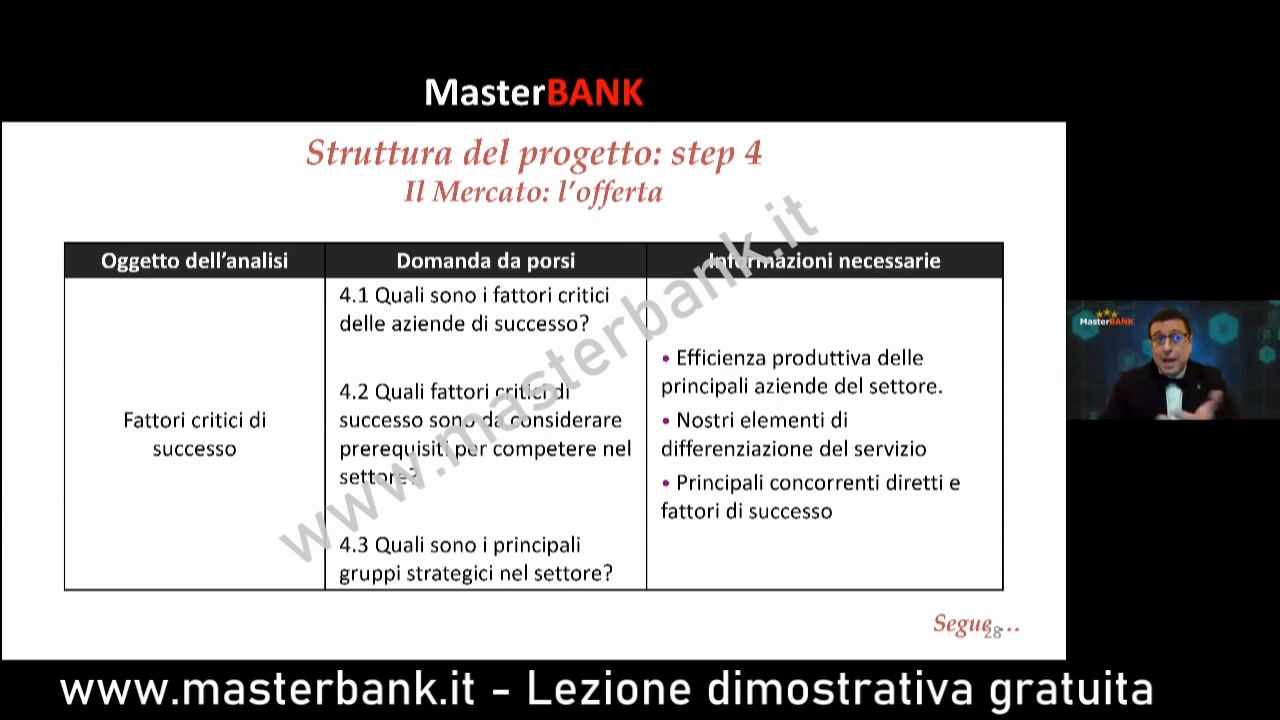 MasterBANK
Struttura del progetto: step 4
Il Mercato: l'offerta
Oggetto dell'analisi
Domanda da porsi
Informazioni necessarie
Fattori critici di
successo
4.1 Quali sono i fattori critici
delle aziende di successo?
4.2 Quali fattori critici di
successo sono da considerare
prerequisiti per competere nel
settore?
4.3 Quali sono i principali
gruppi strategici nel settore?
• Efficienza produttiva delle
principali aziende del settore.
• Nostri elementi di
differenziazione del servizio
• Principali concorrenti diretti e
fattori di successo
www.masterbank.it
Segue...
28
MasterBANK
www.masterbank.it - Lezione dimostrativa gratuita